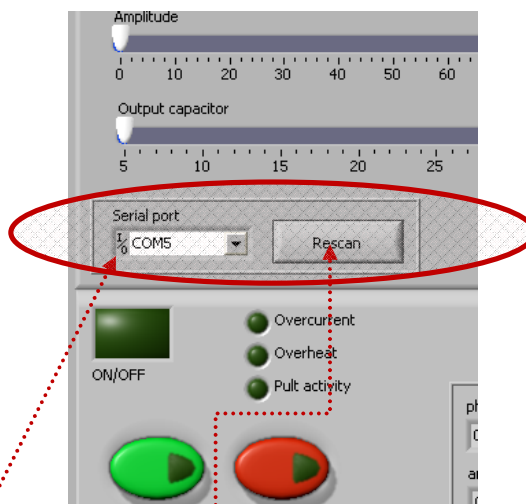 Amplitude
0 10 20 30 40 50 60
Output capacitor
5 10 15 20 25
Serial port
I/O COM5 Rescan
Overcurrent
Overheat
ON/OFF
Pult activity